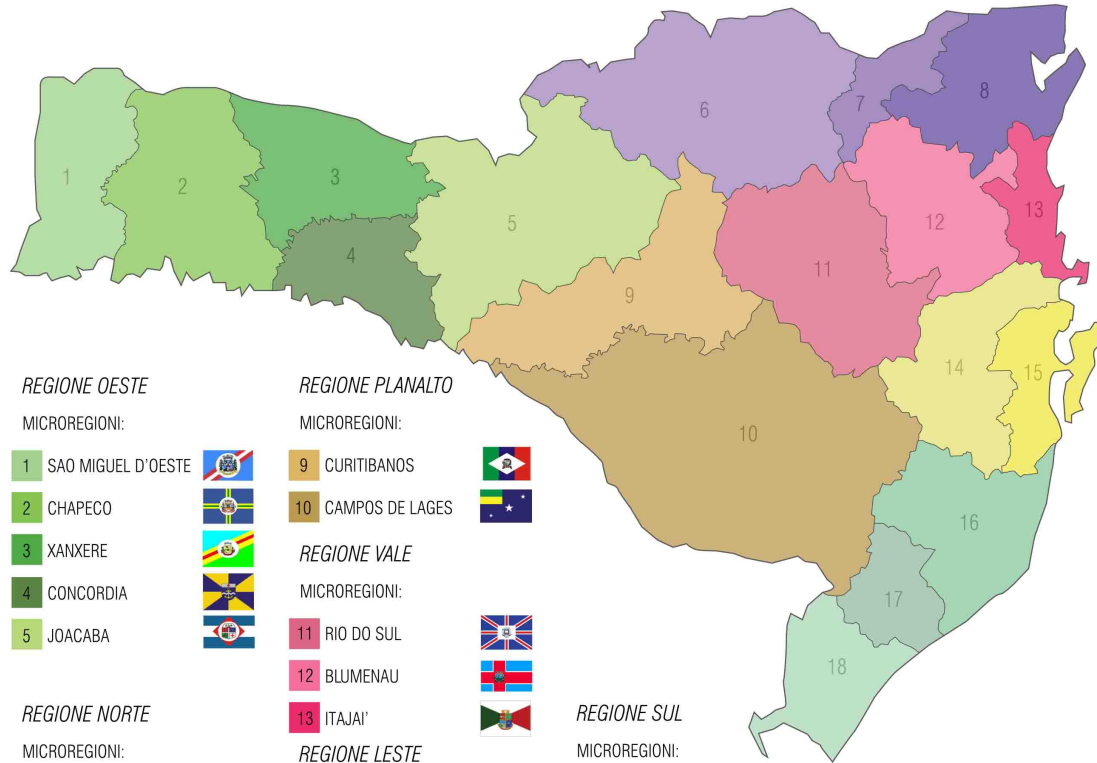 1
2
3
4
5
6
7
8
9
10
11
12
13
14
15
16
17
18
REGIONE OESTE
MICROREGIONI:
1 SAO MIGUEL D'OESTE
2 CHAPECO
3 XANXERE
4 CONCORDIA
5 JOACABA
REGIONE NORTE
MICROREGIONI:
REGIONE PLANALTO
MICROREGIONI:
9 CURITIBANOS
10 CAMPOS DE LAGES
REGIONE VALE
MICROREGIONI:
11 RIO DO SUL
12 BLUMENAU
13 ITAJAI'
REGIONE LESTE
REGIONE SUL
MICROREGIONI: